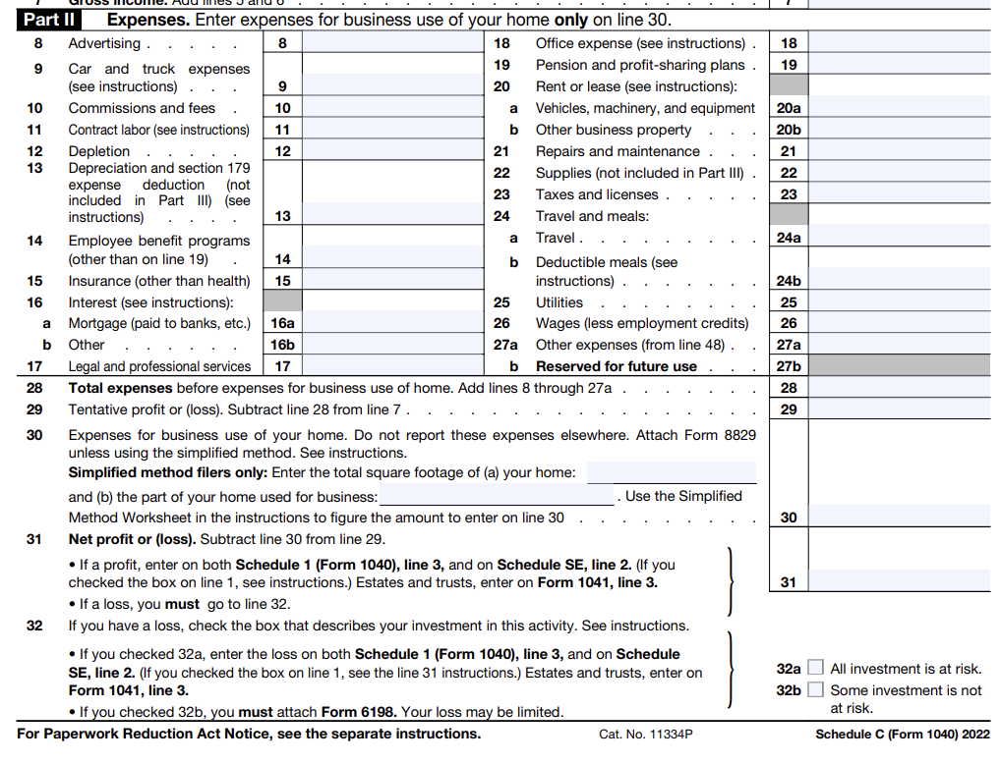 7 Gross income. Add lines 5 and 6 . . . . . . . . . . . . . . . . 7
Part II Expenses. Enter expenses for business use of your home only on line 30.
8 Advertising . . . . . 8
9 Car and truck expenses
(see instructions) . . . 9
10 Commissions and fees . 10
11 Contract labor (see instructions) 11
12 Depletion . . . . . 12
13 Depreciation and section 179
expense deduction (not
included in Part III) (see
instructions) . . . . 13
14 Employee benefit programs
(other than on line 19) . 14
15 Insurance (other than health) 15
16 Interest (see instructions):
a Mortgage (paid to banks, etc.) 16a
b Other . . . . . . 16b
17 Legal and professional services 17
18 Office expense (see instructions) . 18
19 Pension and profit-sharing plans . 19
20 Rent or lease (see instructions):
a Vehicles, machinery, and equipment 20a
b Other business property . . . 20b
21 Repairs and maintenance . . . 21
22 Supplies (not included in Part III) . 22
23 Taxes and licenses . . . . . 23
24 Travel and meals:
a Travel . . . . . . . . . 24a
b Deductible meals (see
instructions) . . . . . . . 24b
25 Utilities . . . . . . . . 25
26 Wages (less employment credits) 26
27a Other expenses (from line 48) . . 27a
b Reserved for future use . . . 27b
28 Total expenses before expenses for business use of home. Add lines 8 through 27a . . . . . . . 28
29 Tentative profit or (loss). Subtract line 28 from line 7 . . . . . . . . . . . . . . . . . 29
30 Expenses for business use of your home. Do not report these expenses elsewhere. Attach Form 8829
unless using the simplified method. See instructions.
Simplified method filers only: Enter the total square footage of (a) your home:
and (b) the part of your home used for business: . Use the Simplified
Method Worksheet in the instructions to figure the amount to enter on line 30 . . . . . . . . . 30
31 Net profit or (loss). Subtract line 30 from line 29.
• If a profit, enter on both Schedule 1 (Form 1040), line 3, and on Schedule SE, line 2. (If you
checked the box on line 1, see instructions.) Estates and trusts, enter on Form 1041, line 3. 31
• If a loss, you must go to line 32.
32 If you have a loss, check the box that describes your investment in this activity. See instructions.
• If you checked 32a, enter the loss on both Schedule 1 (Form 1040), line 3, and on Schedule
SE, line 2. (If you checked the box on line 1, see the line 31 instructions.) Estates and trusts, enter on
Form 1041, line 3.
• If you checked 32b, you must attach Form 6198. Your loss may be limited.
32a All investment is at risk.
32b Some investment is not
at risk.
For Paperwork Reduction Act Notice, see the separate instructions. Cat. No. 11334P Schedule C (Form 1040) 2022